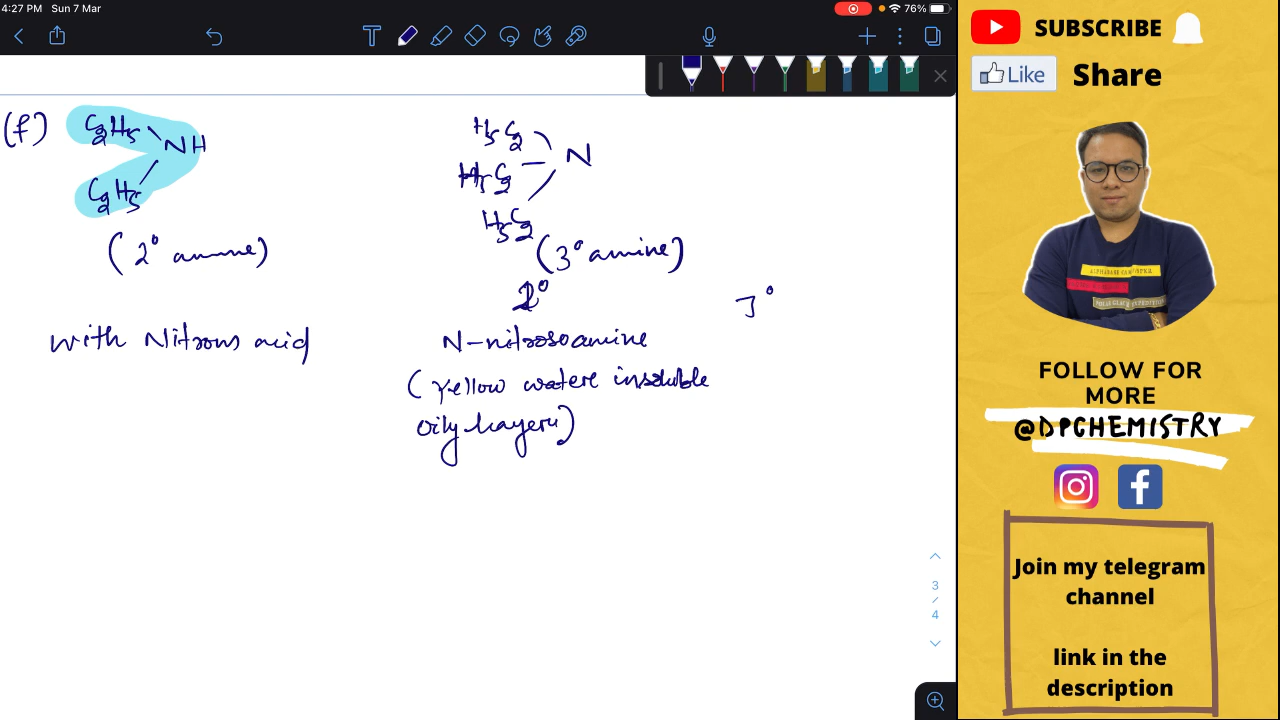 4:27 PM Sun 7 Mar
76%
(f) C2H5
NH
C2H5
(2° amine)
H5C2
H5C2 N
H5C2
(3° amine)
2° 3°
with Nitrous acid
N-nitrosoamine
(Yellow watere insoluble
oily layer)
3
4
SUBSCRIBE
Like Share
FOLLOW FOR
MORE
@DPCHEMISTRY
Join my telegram
channel
link in the
description